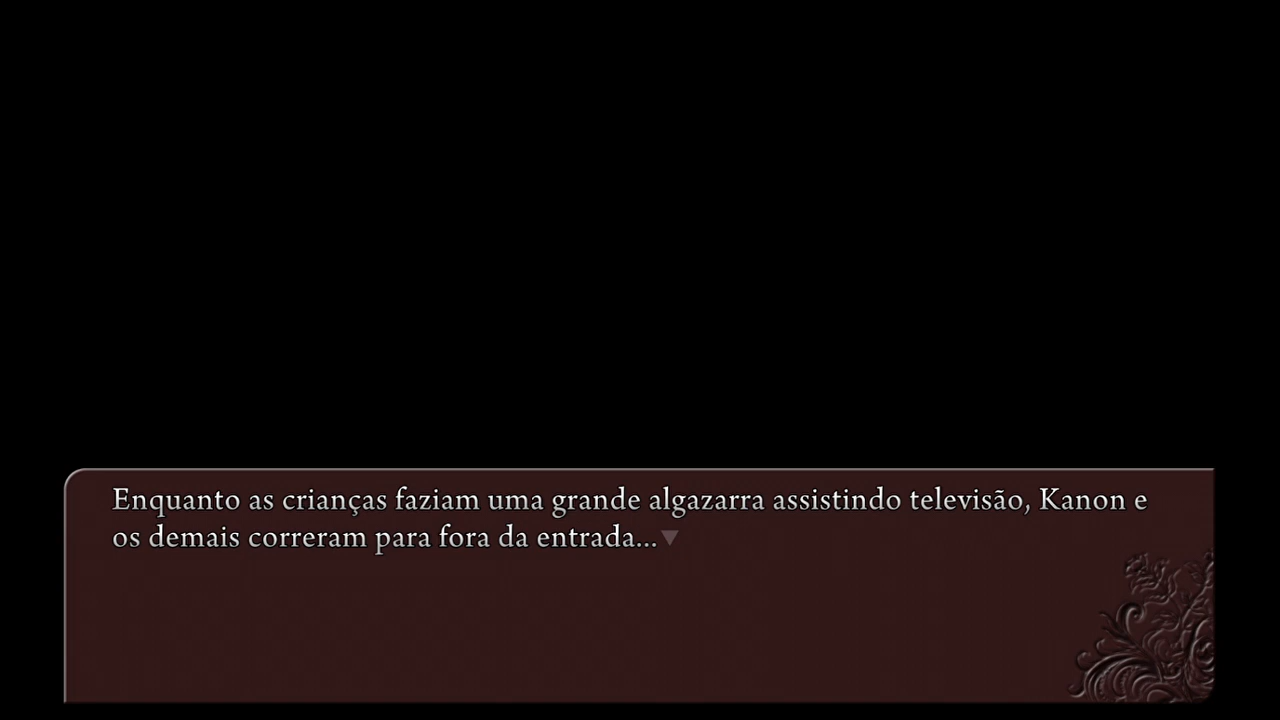 Enquanto as crianças faziam uma grande algazarra assistindo televisão, Kanon e
os demais correram para fora da entrada...